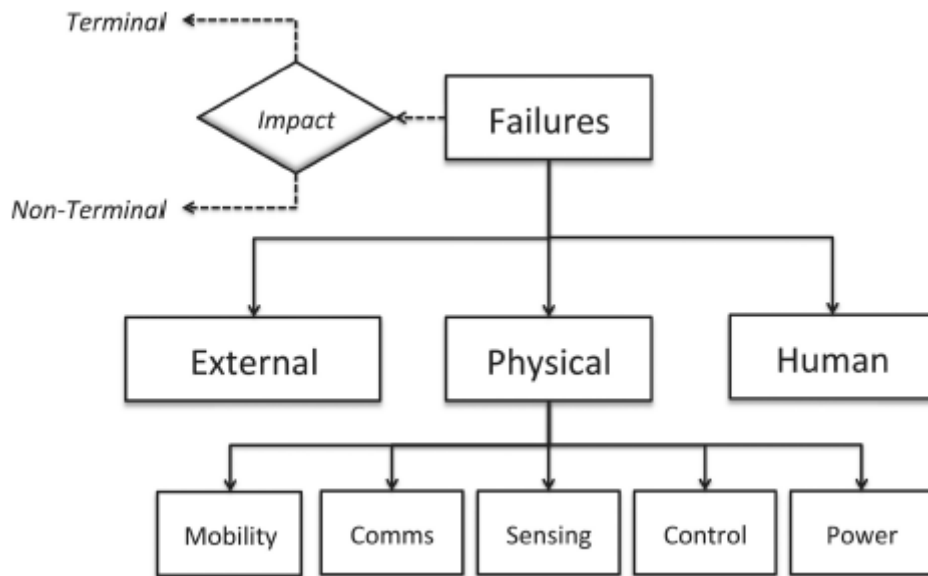 Terminal
Impact
Failures
Non-Terminal
External
Physical
Human
Mobility
Comms
Sensing
Control
Power